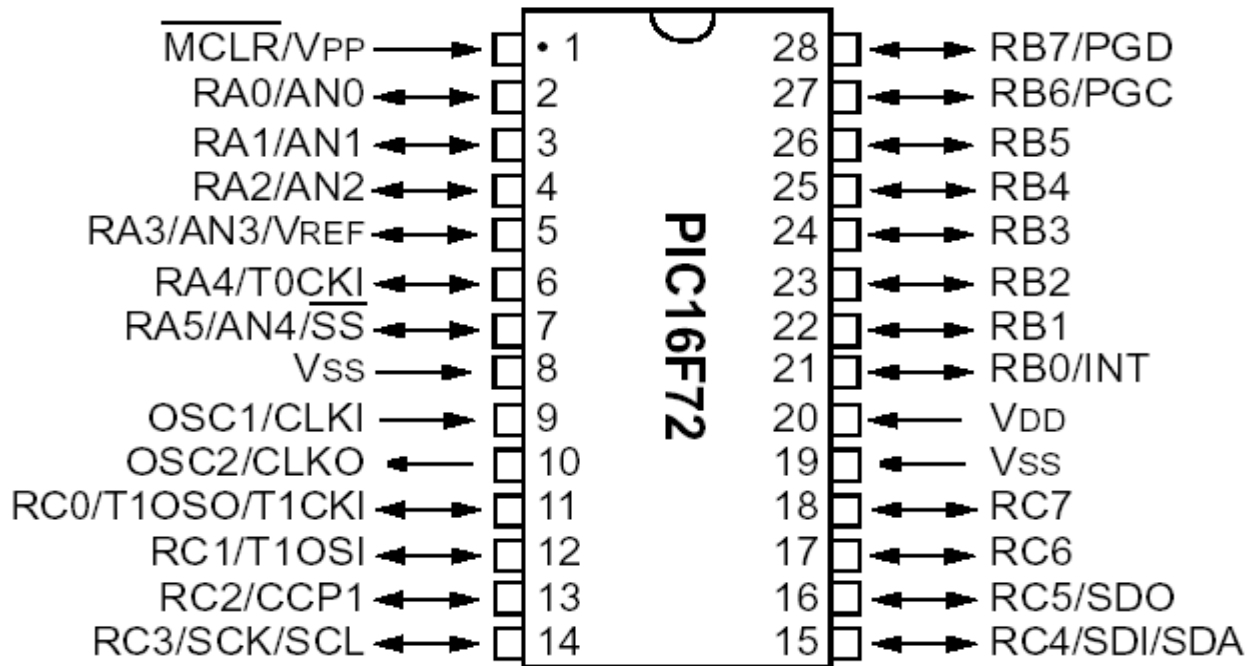 MCLR/VPP 1 28 RB7/PGD
RA0/AN0 2 27 RB6/PGC
RA1/AN1 3 26 RB5
RA2/AN2 4 25 RB4
RA3/AN3/VREF 5 24 RB3
RA4/T0CKI 6 23 RB2
RA5/AN4/SS 7 22 RB1
VSS 8 21 RB0/INT
OSC1/CLKI 9 20 VDD
OSC2/CLKO 10 19 VSS
RC0/T1OSO/T1CKI 11 18 RC7
RC1/T1OSI 12 17 RC6
RC2/CCP1 13 16 RC5/SDO
RC3/SCK/SCL 14 15 RC4/SDI/SDA
PIC16F72